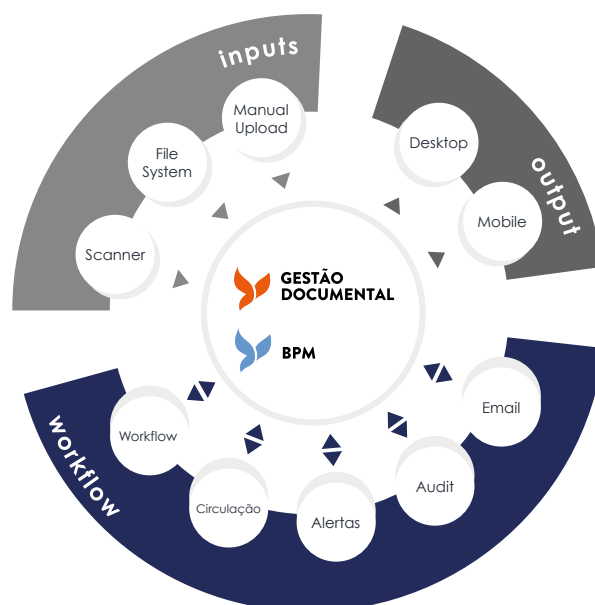 inputs
Manual
Upload
File
System
Scanner
output
Desktop
Mobile
GESTÃO
DOCUMENTAL
BPM
workflow
Workflow
Circulação
Alertas
Audit
Email